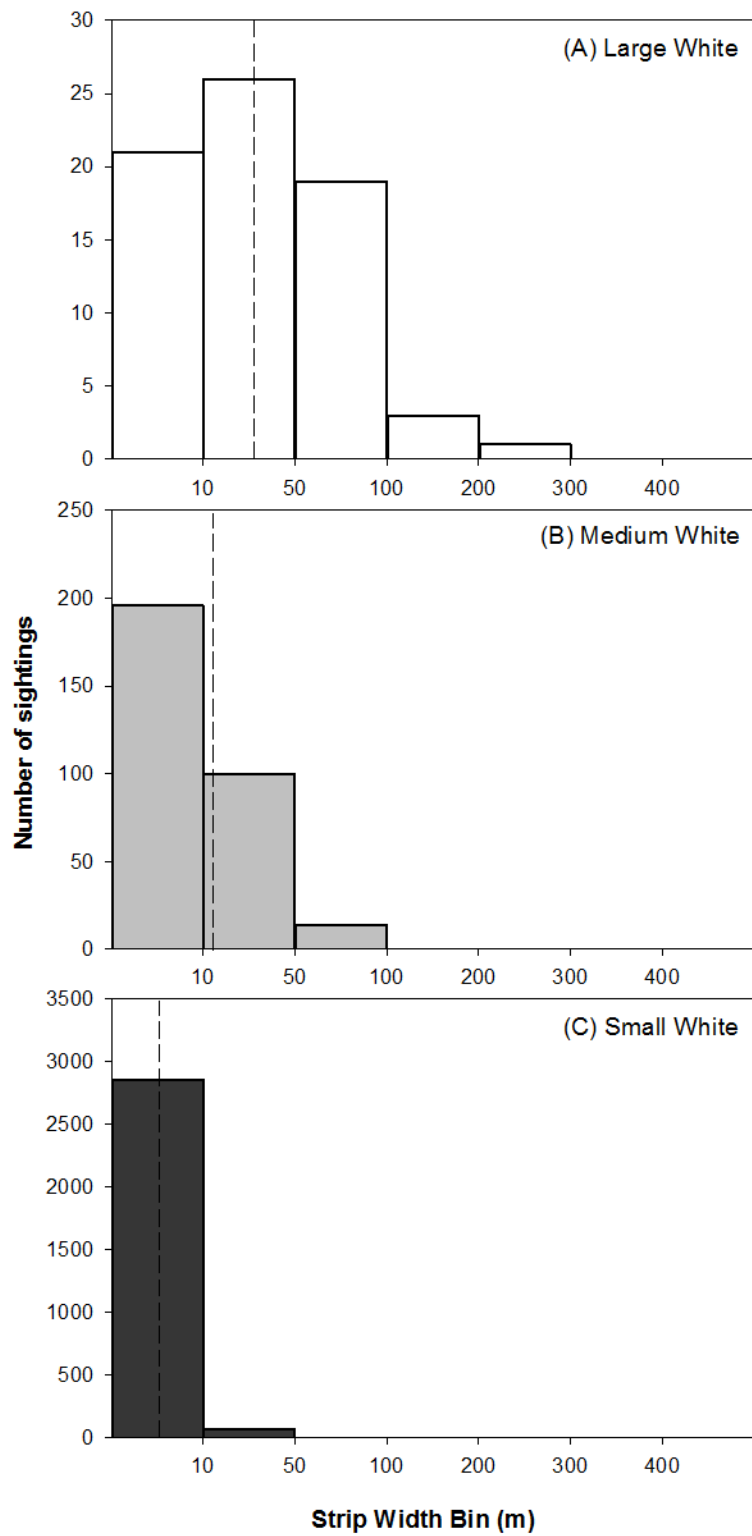 30
(A) Large White
25
20
15
10
5
0
10 50 100 200 300 400
250
(B) Medium White
200
150
100
50
0
10 50 100 200 300 400
Number of sightings
3500
(C) Small White
3000
2500
2000
1500
1000
500
0
10 50 100 200 300 400
Strip Width Bin (m)